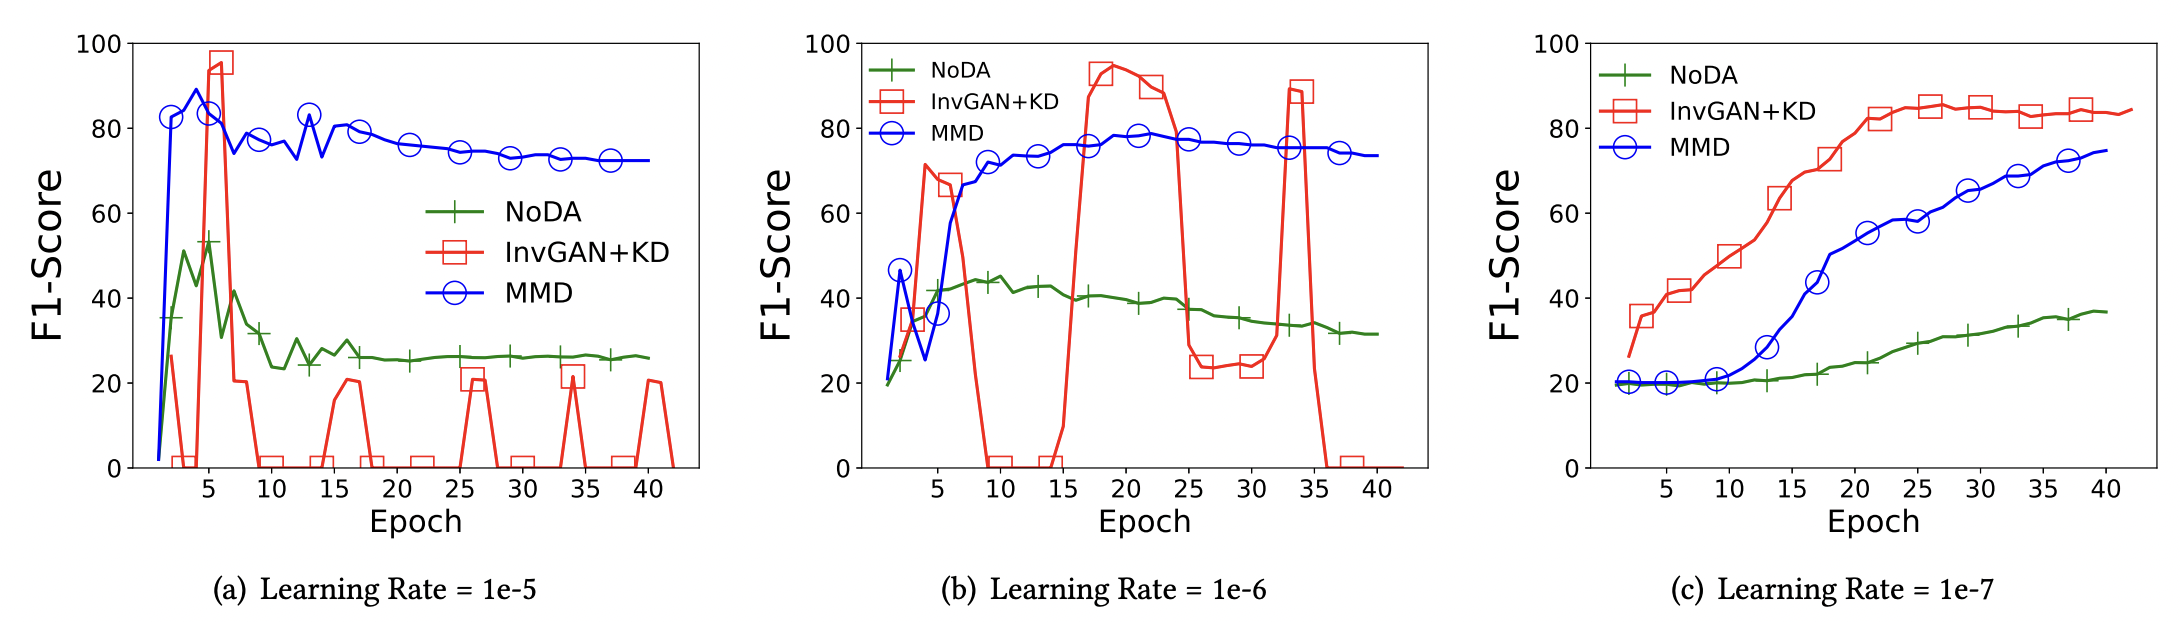 F1-Score
100
80
60
40
20
0
NoDA
InvGAN+KD
MMD
5 10 15 20 25 30 35 40
Epoch
(a) Learning Rate = 1e-5
F1-Score
100
80
60
40
20
0
NoDA
InvGAN+KD
MMD
5 10 15 20 25 30 35 40
Epoch
(b) Learning Rate = 1e-6
F1-Score
100
80
60
40
20
0
NoDA
InvGAN+KD
MMD
5 10 15 20 25 30 35 40
Epoch
(c) Learning Rate = 1e-7